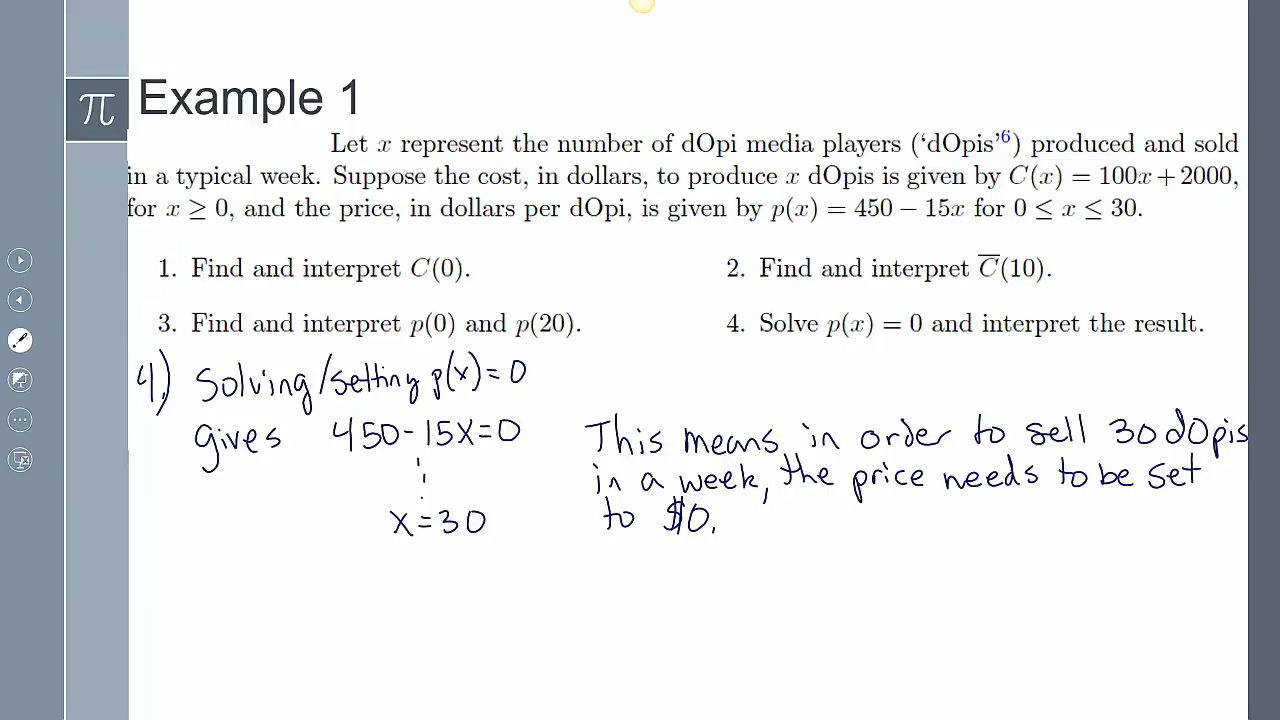 π
Example 1
Let x represent the number of dOpi media players (‘dOpis’⁶) produced and sold
in a typical week. Suppose the cost, in dollars, to produce x dOpis is given by C(x) = 100x + 2000,
for x ≥ 0, and the price, in dollars per dOpi, is given by p(x) = 450 − 15x for 0 ≤ x ≤ 30.
1. Find and interpret C(0).
2. Find and interpret C̅(10).
3. Find and interpret p(0) and p(20).
4. Solve p(x) = 0 and interpret the result.
4.) Solving/setting p(x)=0
gives 450-15x=0
x=30
This means in order to sell 30 dOpis
in a week, the price needs to be set
to $0.